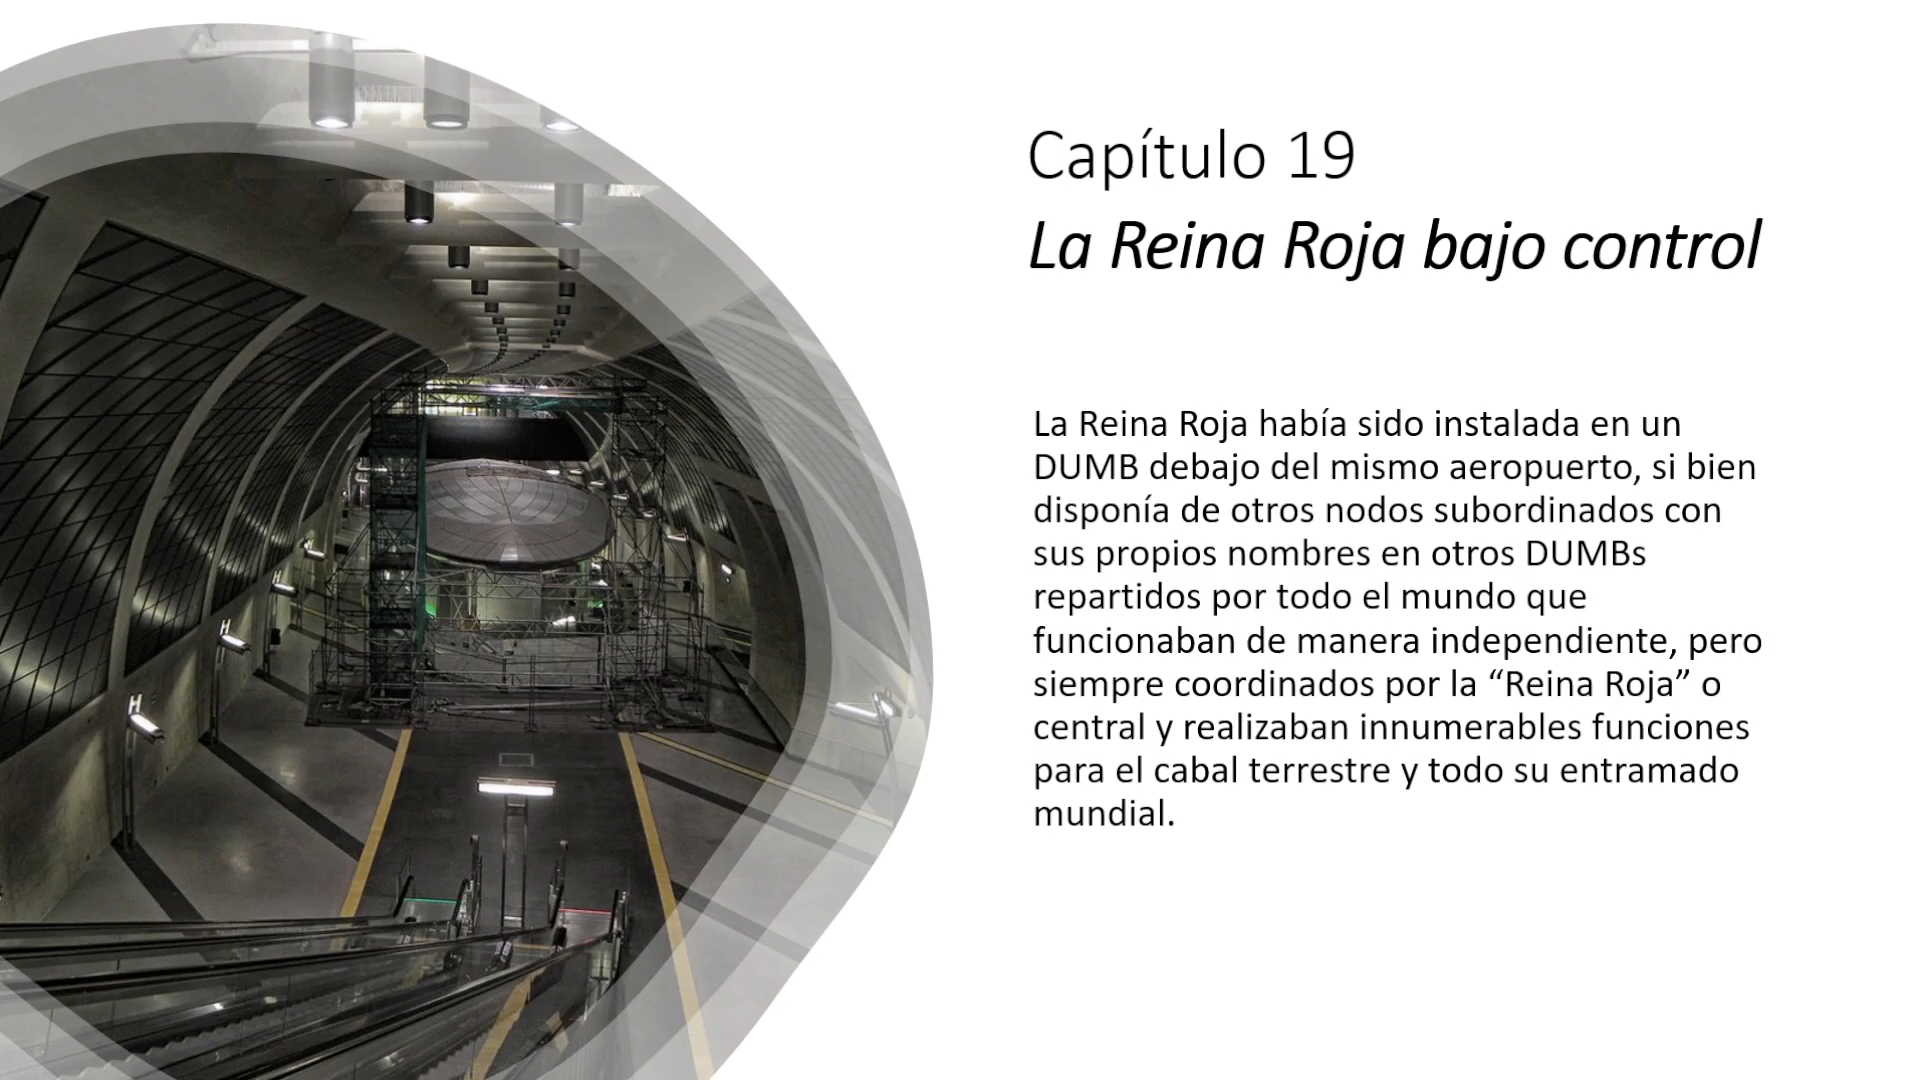 Capítulo 19
La Reina Roja bajo control
La Reina Roja había sido instalada en un
DUMB debajo del mismo aeropuerto, si bien
disponía de otros nodos subordinados con
sus propios nombres en otros DUMBs
repartidos por todo el mundo que
funcionaban de manera independiente, pero
siempre coordinados por la “Reina Roja” o
central y realizaban innumerables funciones
para el cabal terrestre y todo su entramado
mundial.